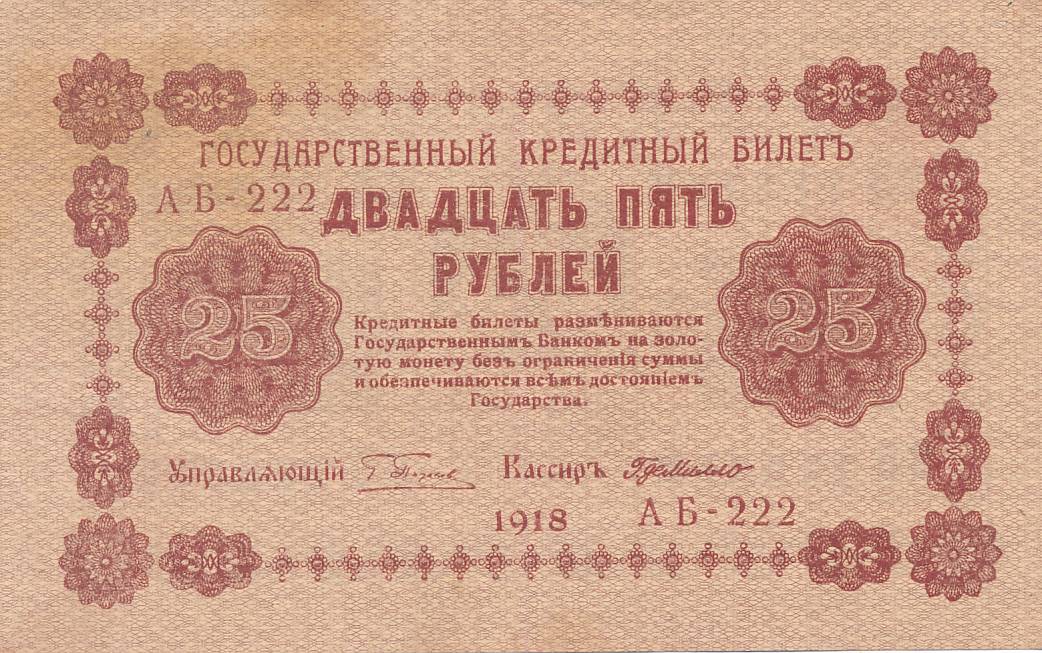 ГОСУДАРСТВЕННЫЙ КРЕДИТНЫЙ БИЛЕТЪ
АБ-222
ДВАДЦАТЬ ПЯТЬ
РУБЛЕЙ
25
25
Кредитные билеты размѣниваются
Государственнымъ Банкомъ на золо-
тую монету безъ ограниченія суммы
и обезпечиваются всѣмъ достояніемъ
Государства.
Управляющій
Кассиръ
1918
АБ-222